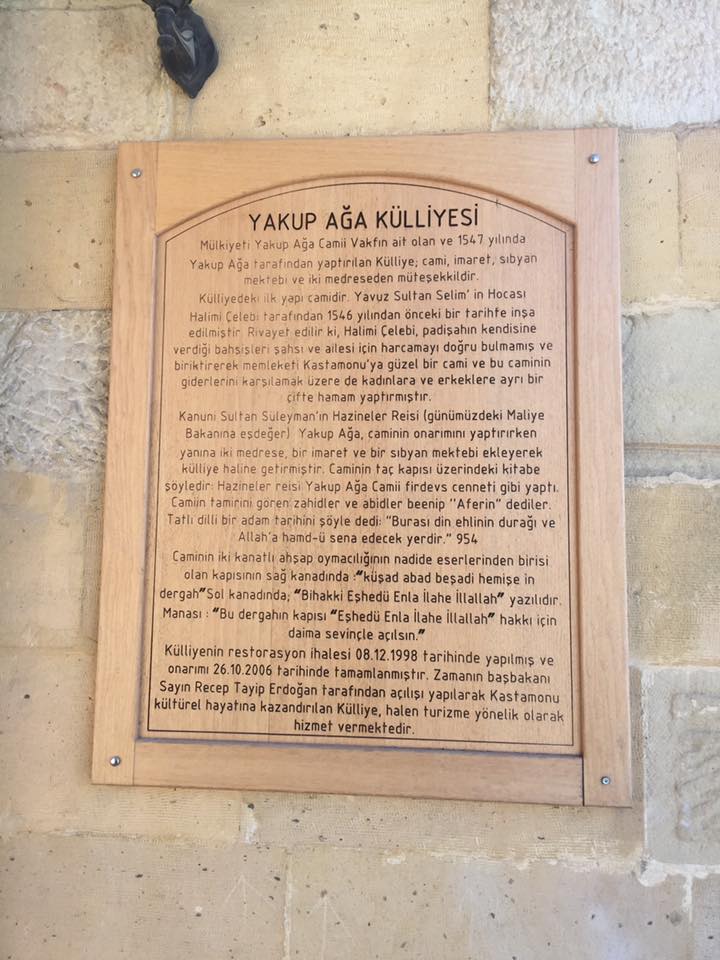 YAKUP AĞA KÜLLİYESİ
Mülkiyeti Yakup Ağa Camii Vakfın ait olan ve 1547 yılında
Yakup Ağa tarafından yaptırılan Külliye; cami, imaret, sıbyan
mektebi ve iki medreseden müteşekkildir.
Külliyedeki ilk yapı camidir. Yavuz Sultan Selim' in Hocası
Halimi Çelebi tarafından 1546 yılından önceki bir tarihte inşa
edilmiştir. Rivayet edilir ki, Halimi Çelebi, padişahın kendisine
verdiği bahşişleri şahsı ve ailesi için harcamayı doğru bulmamış ve
biriktirerek memleketi Kastamonu'ya güzel bir cami ve bu caminin
giderlerini karşılamak üzere de kadınlara ve erkeklere ayrı bir
çifte hamam yaptırmıştır.
Kanuni Sultan Süleyman'ın Hazineler Reisi (günümüzdeki Maliye
Bakanına eşdeğer) Yakup Ağa, caminin onarımını yaptırırken
yanına iki medrese, bir imaret ve bir sıbyan mektebi ekleyerek
külliye haline getirmiştir. Caminin taç kapısı üzerindeki kitabe
şöyledir: Hazineler reisi Yakup Ağa Camii firdevs cenneti gibi yaptı.
Camiin tamirini gören zahidler ve abidler beenip "Aferin" dediler.
Tatlı dilli bir adam tarihini şöyle dedi: "Burası din ehlinin durağı ve
Allah'a hamd-ü sena edecek yerdir." 954
Caminin iki kanatlı ahşap oymacılığının nadide eserlerinden birisi
olan kapısının sağ kanadında :"küşad abad beşadi hemişe in
dergah"Sol kanadında; "Bihakki Eşhedü Enla İlahe İllallah" yazılıdır.
Manası : "Bu dergahın kapısı "Eşhedü Enla İlahe İllallah" hakkı için
daima sevinçle açılsın."
Külliyenin restorasyon ihalesi 08.12.1998 tarihinde yapılmış ve
onarımı 26.10.2006 tarihinde tamamlanmıştır. Zamanın başbakanı
Sayın Recep Tayip Erdoğan tarafından açılışı yapılarak Kastamonu
kültürel hayatına kazandırılan Külliye, halen turizme yönelik olarak
hizmet vermektedir.